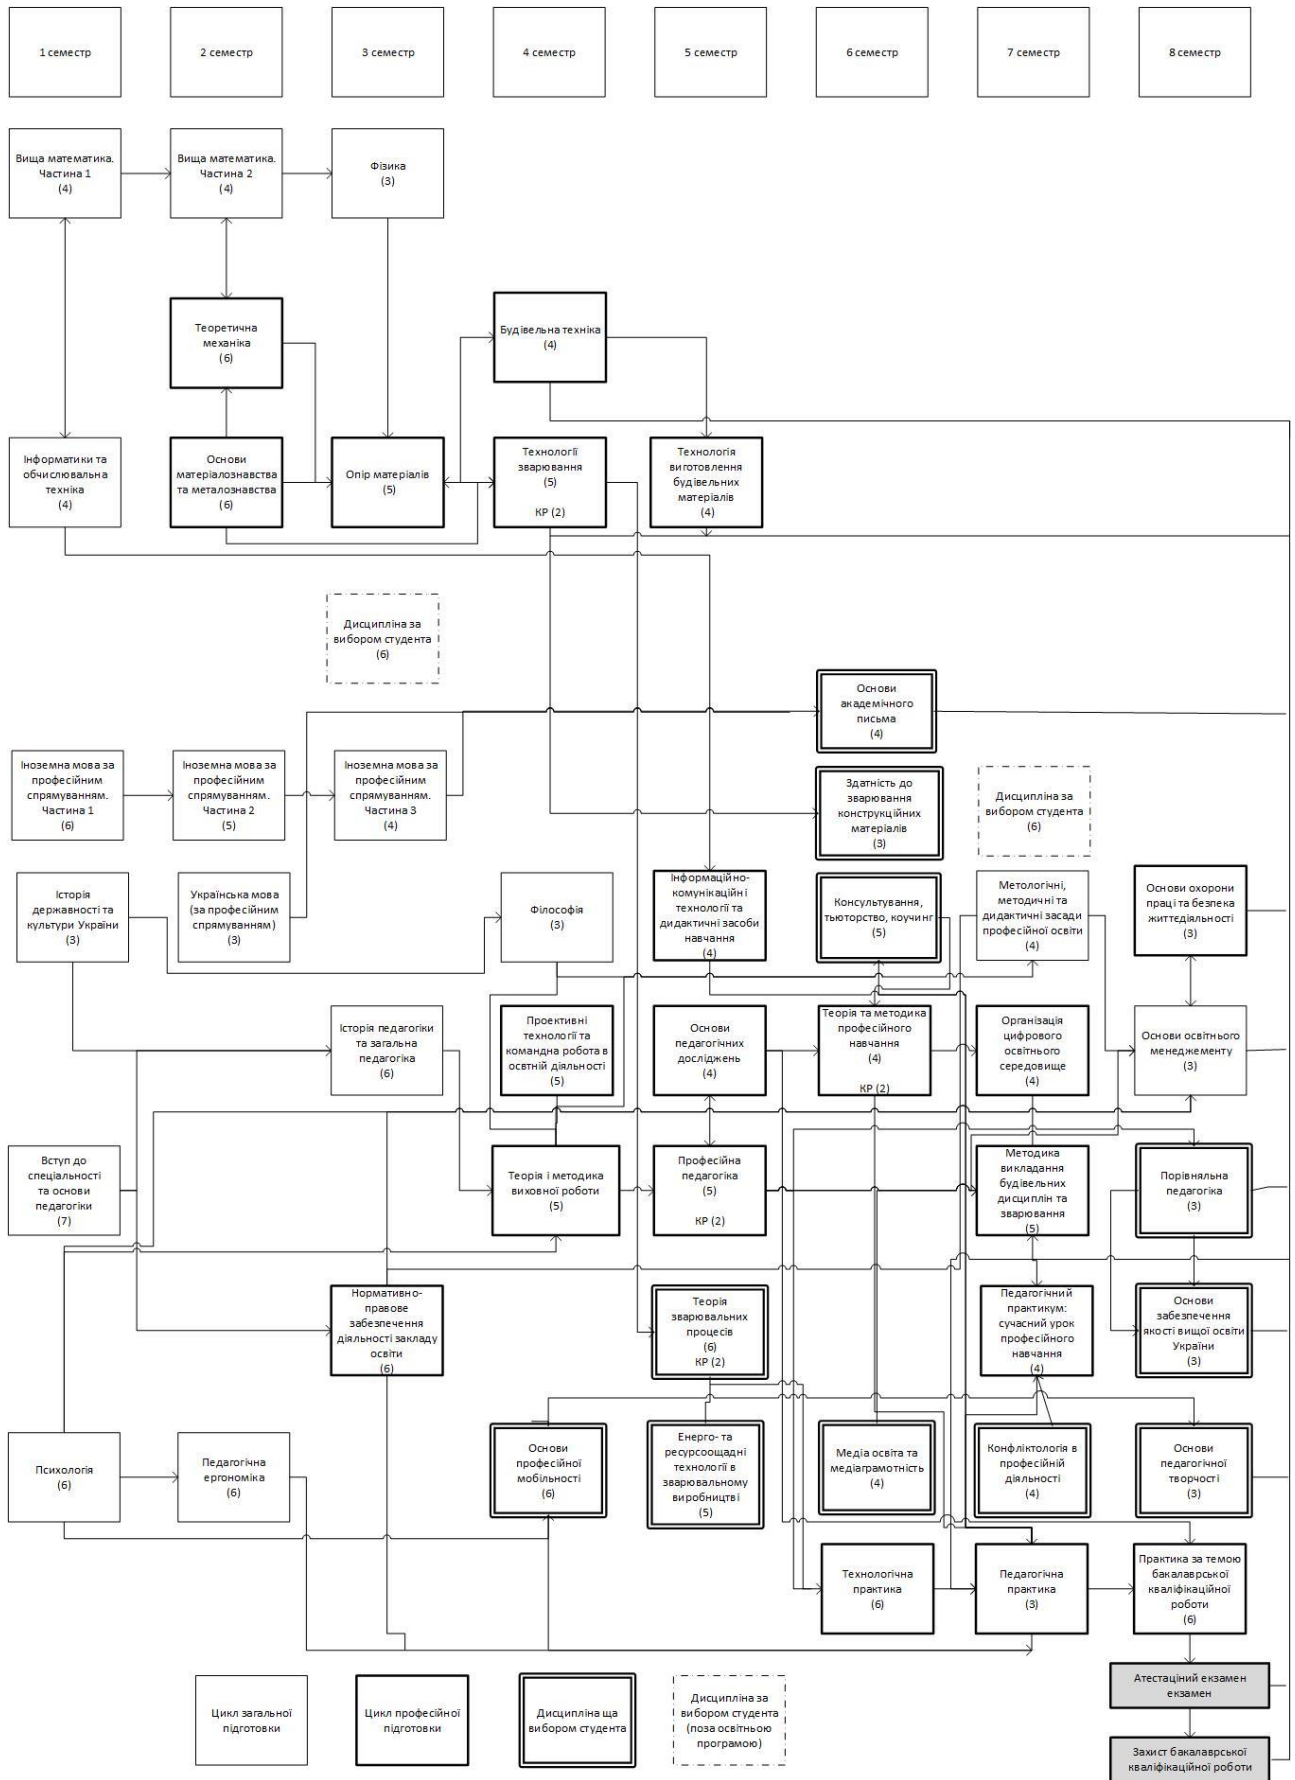 1 семестр
2 семестр
3 семестр
4 семестр
5 семестр
6 семестр
7 семестр
8 семестр
Вища математика.
Частина 1
(4)
Вища математика.
Частина 2
(4)
Фізика
(3)
Теоретична
механіка
(6)
Будівельна техніка
(4)
Інформатики та
обчислювальна
техніка
(4)
Основи
матеріалознавства
та металознавства
(6)
Опір матеріалів
(5)
Технології
зварювання
(5)
КР (2)
Технологія
виготовлення
будівельних
матеріалів
(4)
Дисципліна за
вибором студента
(6)
Основи
академічного
письма
(4)
Іноземна мова за
професійним
спрямуванням.
Частина 1
(6)
Іноземна мова за
професійним
спрямуванням.
Частина 2
(5)
Іноземна мова за
професійним
спрямуванням.
Частина 3
(4)
Здатність до
зварювання
конструкційних
матеріалів
(3)
Дисципліна за
вибором студента
(6)
Історія
державності та
культури України
(3)
Українська мова
(за професійним
спрямуванням)
(3)
Філософія
(3)
Інформаційно-
комунікаційні
технології та
дидактичні засоби
навчання
(4)
Консультування,
тьюторство, коучинг
(5)
Метологічні,
методичні та
дидактичні засади
професійної освіти
(4)
Основи охорони
праці та безпека
життєдіяльності
(3)
Історія педагогіки
та загальна
педагогіка
(6)
Проективні
технології та
командна робота в
освтній діяльності
(5)
Основи
педагогічних
досліджень
(4)
Теорія та методика
професійного
навчання
(4)
КР (2)
Організація
цифрового
освітнього
середовище
(4)
Основи освітнього
менеджементу
(3)
Вступ до
спеціальності
та основи
педагогіки
(7)
Теорія і методика
виховної роботи
(5)
Професійна
педагогіка
(5)
КР (2)
Методика
викладання
будівельних
дисциплін та
зварювання
(5)
Порівняльна
педагогіка
(3)
Нормативно-
правове
забезпечення
діяльності закладу
освіти
(6)
Теорія
зварювальних
процесів
(6)
КР (2)
Педагогічний
практикум:
сучасний урок
професійного
навчання
(4)
Основи
забезпечення
якості вищої освіти
України
(3)
Психологія
(6)
Педагогічна
ергономіка
(6)
Основи
професійної
мобільності
(6)
Енерго- та
ресурсоощадні
технології в
зварювальному
виробництві
(5)
Медіа освіта та
медіаграмотність
(4)
Конфліктологія в
професійній
діяльності
(4)
Основи
педагогічної
творчості
(3)
Технологічна
практика
(6)
Педагогічна
практика
(3)
Практика за темою
бакалаврської
кваліфікаційної
роботи
(6)
Атестаціний екзамен
екзамен
Захист бакалаврської
кваліфікаційної роботи
Цикл загальної
підготовки
Цикл професійної
підготовки
Дисципліна ща
вибором студента
Дисципліна за
вибором студента
(поза освітньою
програмою)